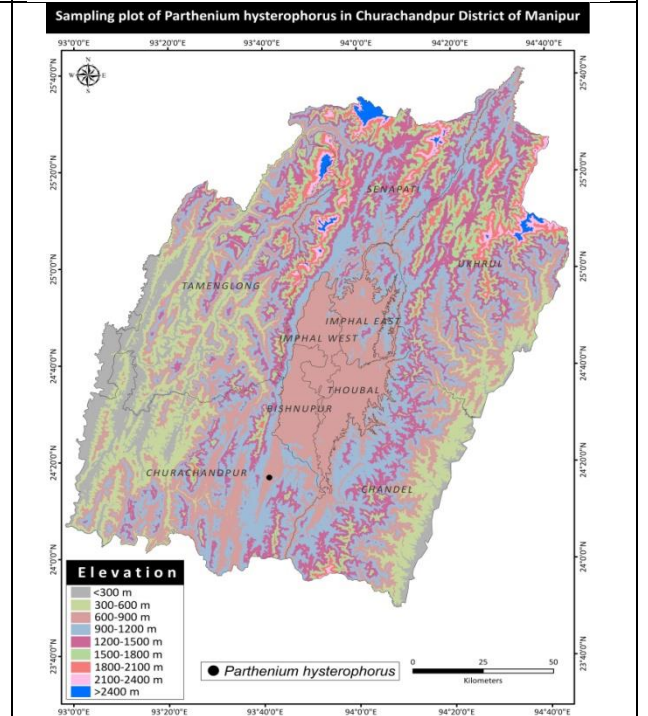 Sampling plot of Parthenium hysterophorus in Churachandpur District of Manipur
93°0'0"E 93°20'0"E 93°40'0"E 94°0'0"E 94°20'0"E 94°40'0"E
N
W E
S
25°40'0"N 25°40'0"N
25°20'0"N 25°20'0"N
SENAPATI
25°0'0"N 25°0'0"N
UKHRUL
TAMENGLONG
IMPHAL EAST
IMPHAL WEST
24°40'0"N 24°40'0"N
THOUBAL
BISHNUPUR
24°20'0"N 24°20'0"N
CHURACHANDPUR
CHANDEL
24°0'0"N 24°0'0"N
Elevation
<300 m
300-600 m
600-900 m
900-1200 m
1200-1500 m
1500-1800 m
1800-2100 m
2100-2400 m
>2400 m
23°40'0"N 23°40'0"N
Parthenium hysterophorus
0 25 50
Kilometers
93°0'0"E 93°20'0"E 93°40'0"E 94°0'0"E 94°20'0"E 94°40'0"E